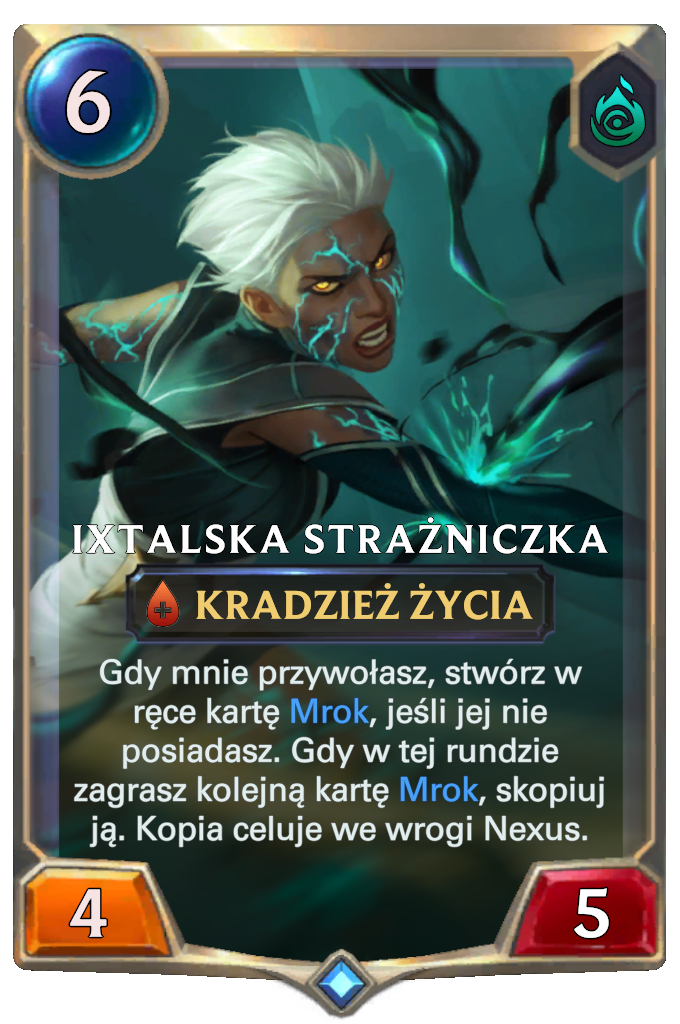 6
IXTALSKA STRAŻNICZKA
KRADZIEŻ ŻYCIA
Gdy mnie przywołasz, stwórz w
ręce kartę Mrok, jeśli jej nie
posiadasz. Gdy w tej rundzie
zagrasz kolejną kartę Mrok, skopiuj
ją. Kopia celuje we wrogi Nexus.
4
5